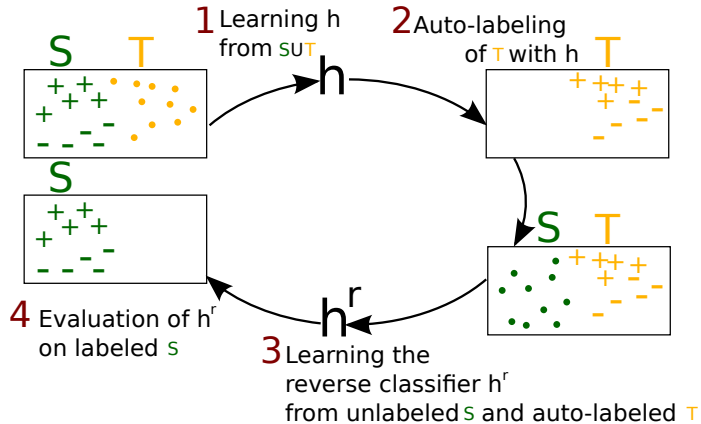 1 Learning h
from SUT
S T
h
2 Auto-labeling
of T with h
T
S
S T
h^r
4 Evaluation of h^r
on labeled S
3 Learning the
reverse classifier h^r
from unlabeled S and auto-labeled T